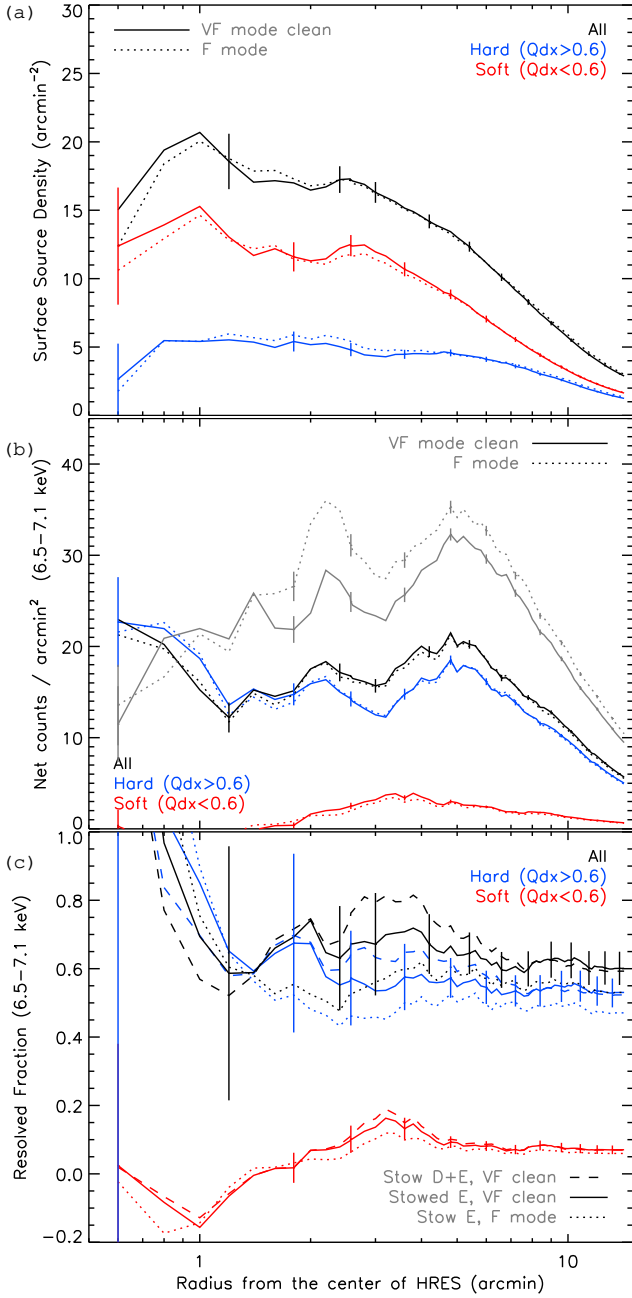 (a)
30
VF mode clean
F mode
All
Hard (Qdx>0.6)
Soft (Qdx<0.6)
25
20
15
10
5
0
Surface Source Density (arcmin⁻²)
(b)
VF mode clean
F mode
40
30
20
10
0
Net counts / arcmin² (6.5–7.1 keV)
All
Hard (Qdx>0.6)
Soft (Qdx<0.6)
(c)
1.0
All
Hard (Qdx>0.6)
Soft (Qdx<0.6)
0.8
0.6
0.4
0.2
0.0
−0.2
Resolved Fraction (6.5–7.1 keV)
Stow D+E, VF clean
Stowed E, VF clean
Stow E, F mode
1
10
Radius from the center of HRES (arcmin)